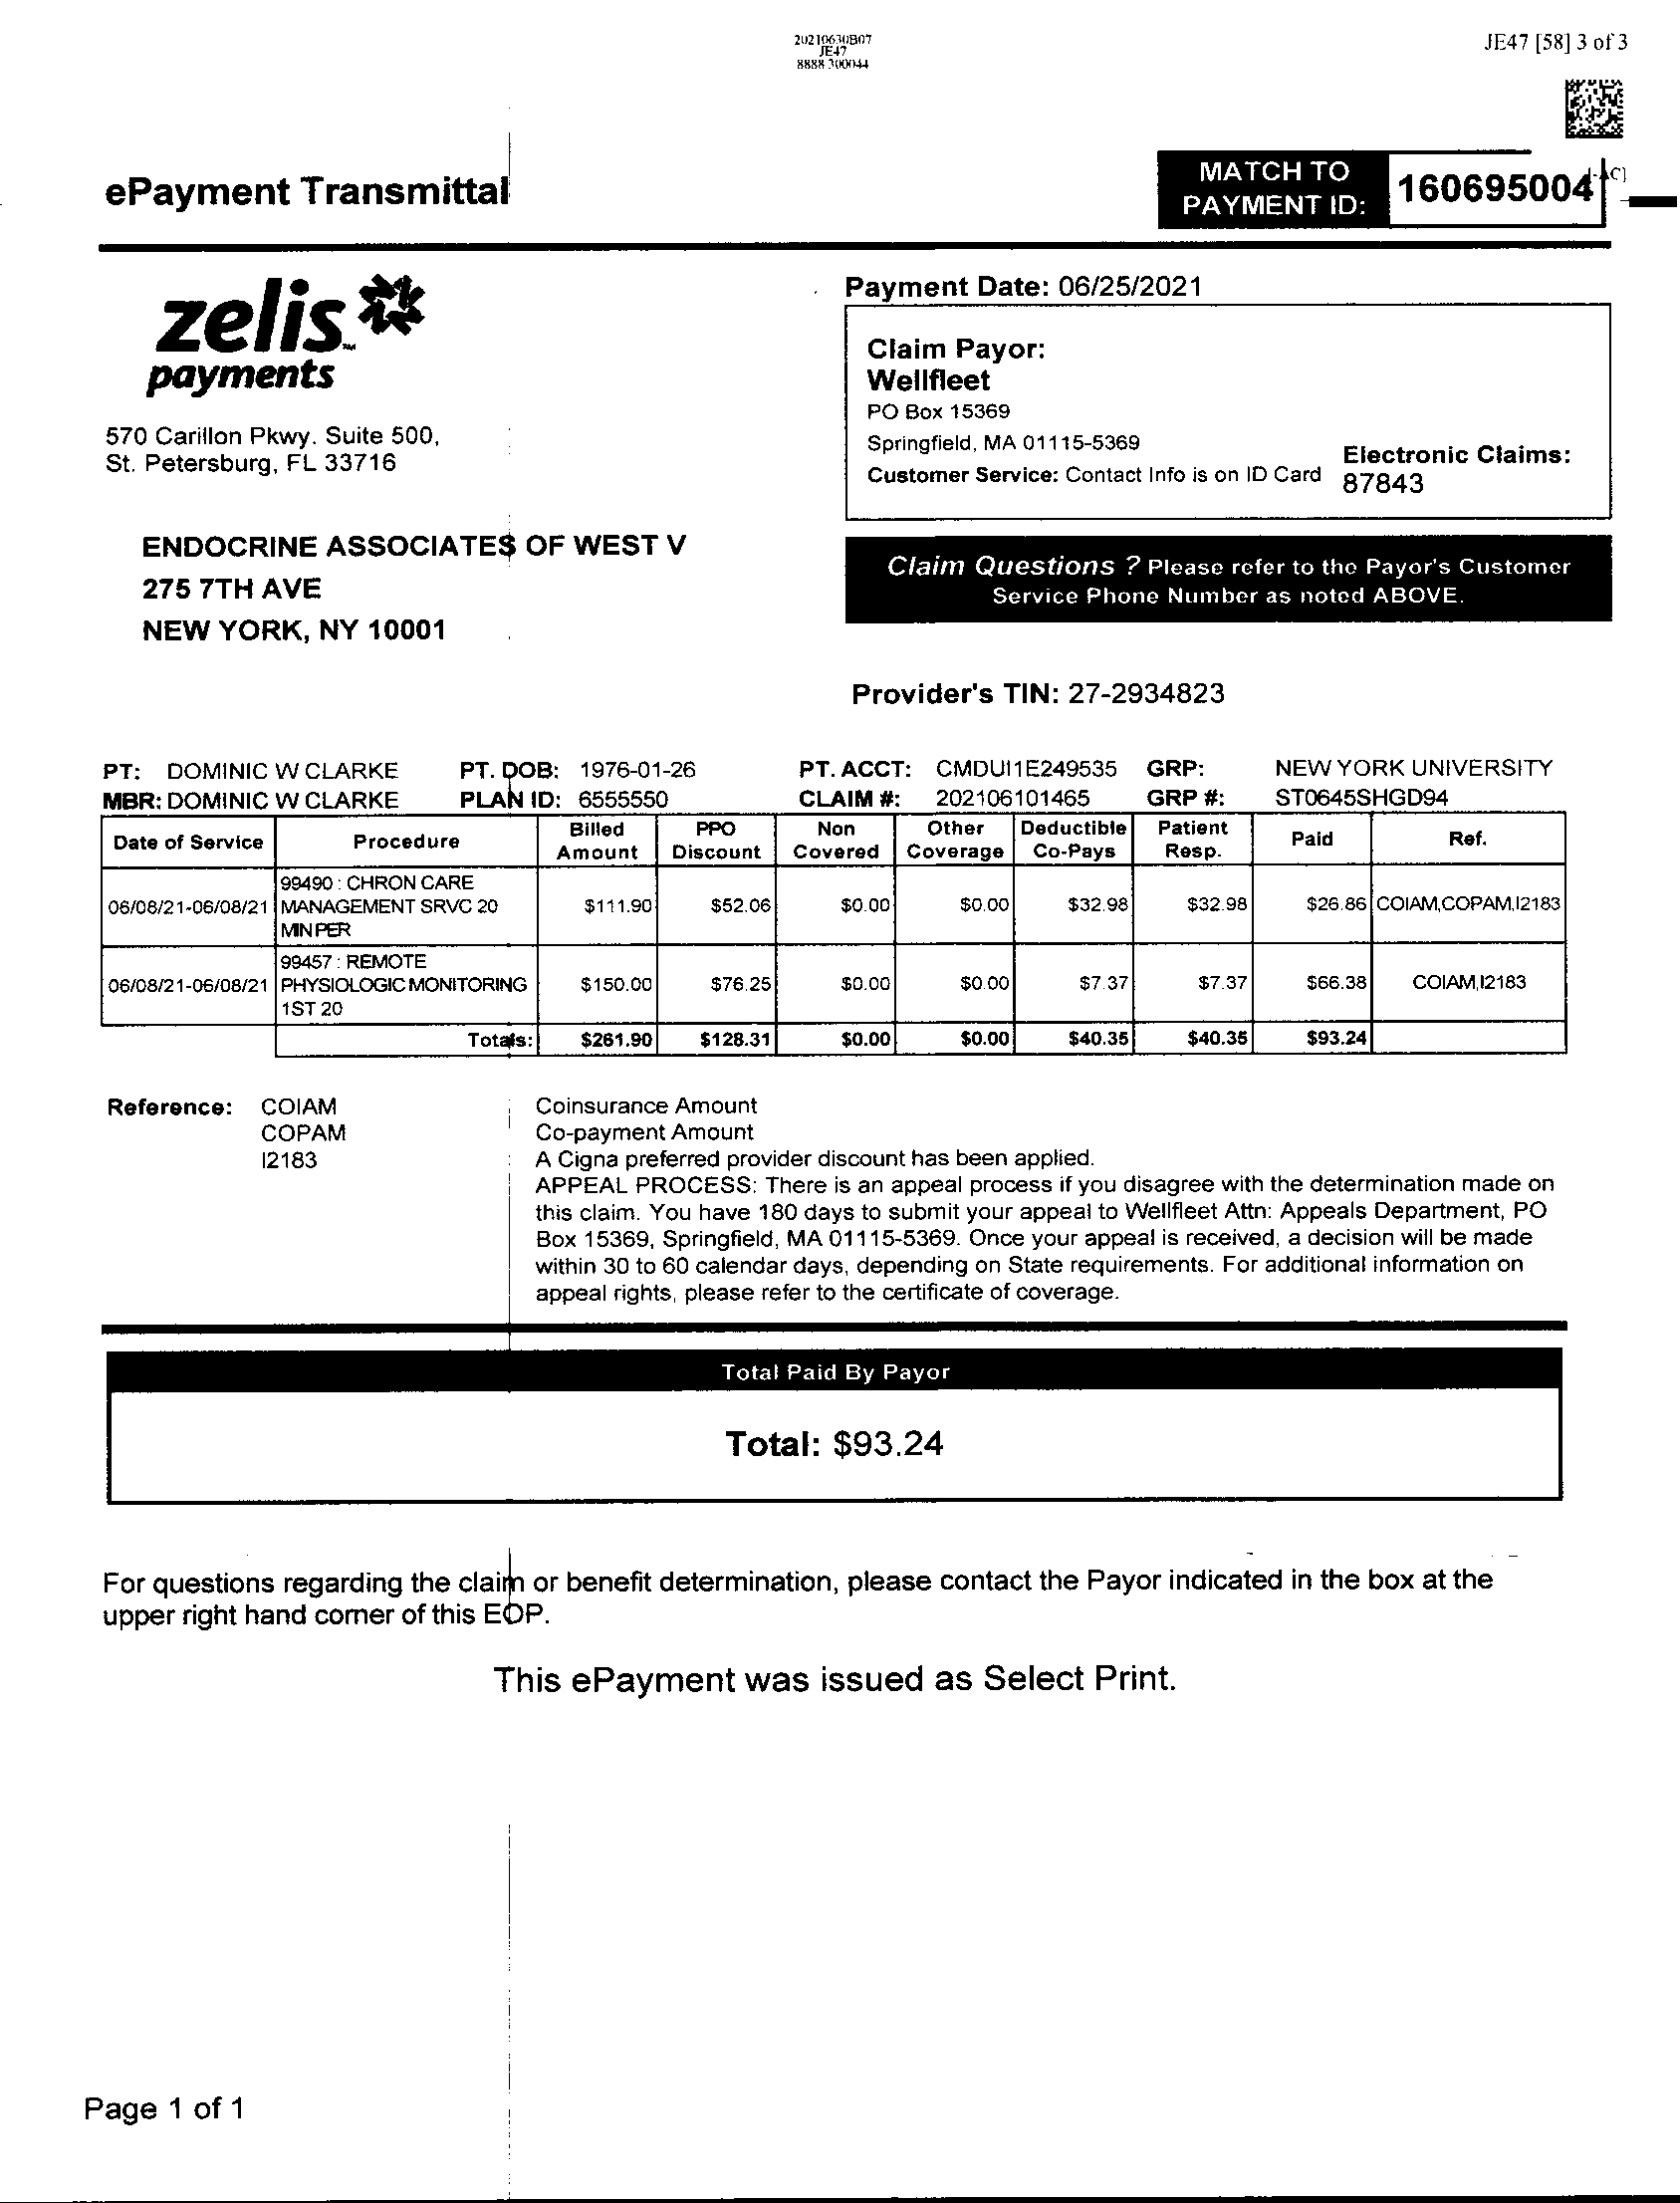 20210630B07
JE47
8888 300044
JE47 [58] 3 of 3
ePayment Transmittal
MATCH TO
PAYMENT ID:
160695004
zelis
payments
570 Carillon Pkwy. Suite 500,
St. Petersburg, FL 33716
Payment Date: 06/25/2021
Claim Payor:
Wellfleet
PO Box 15369
Springfield, MA 01115-5369
Customer Service: Contact Info is on ID Card
Electronic Claims:
87843
ENDOCRINE ASSOCIATES OF WEST V
275 7TH AVE
NEW YORK, NY 10001
Claim Questions ? Please refer to the Payor's Customer
Service Phone Number as noted ABOVE.
Provider's TIN: 27-2934823
PT: DOMINIC W CLARKE PT. DOB: 1976-01-26 PT. ACCT: CMDUI1E249535 GRP: NEW YORK UNIVERSITY
MBR: DOMINIC W CLARKE PLAN ID: 6555550 CLAIM #: 202106101465 GRP #: ST0645SHGD94
Date of Service Procedure Billed Amount PPO Discount Non Covered Other Coverage Deductible Co-Pays Patient Resp. Paid Ref.
99490 : CHRON CARE
06/08/21-06/08/21 MANAGEMENT SRVC 20 $111.90 $52.06 $0.00 $0.00 $32.98 $32.98 $26.86 COIAM,COPAM,I2183
MIN PER
99457 : REMOTE
06/08/21-06/08/21 PHYSIOLOGIC MONITORING $150.00 $76.25 $0.00 $0.00 $7.37 $7.37 $66.38 COIAM,I2183
1ST 20
Totals: $261.90 $128.31 $0.00 $0.00 $40.35 $40.35 $93.24
Reference: COIAM Coinsurance Amount
COPAM Co-payment Amount
I2183 A Cigna preferred provider discount has been applied.
APPEAL PROCESS: There is an appeal process if you disagree with the determination made on
this claim. You have 180 days to submit your appeal to Wellfleet Attn: Appeals Department, PO
Box 15369, Springfield, MA 01115-5369. Once your appeal is received, a decision will be made
within 30 to 60 calendar days, depending on State requirements. For additional information on
appeal rights, please refer to the certificate of coverage.
Total Paid By Payor
Total: $93.24
For questions regarding the claim or benefit determination, please contact the Payor indicated in the box at the
upper right hand corner of this EOP.
This ePayment was issued as Select Print.
Page 1 of 1